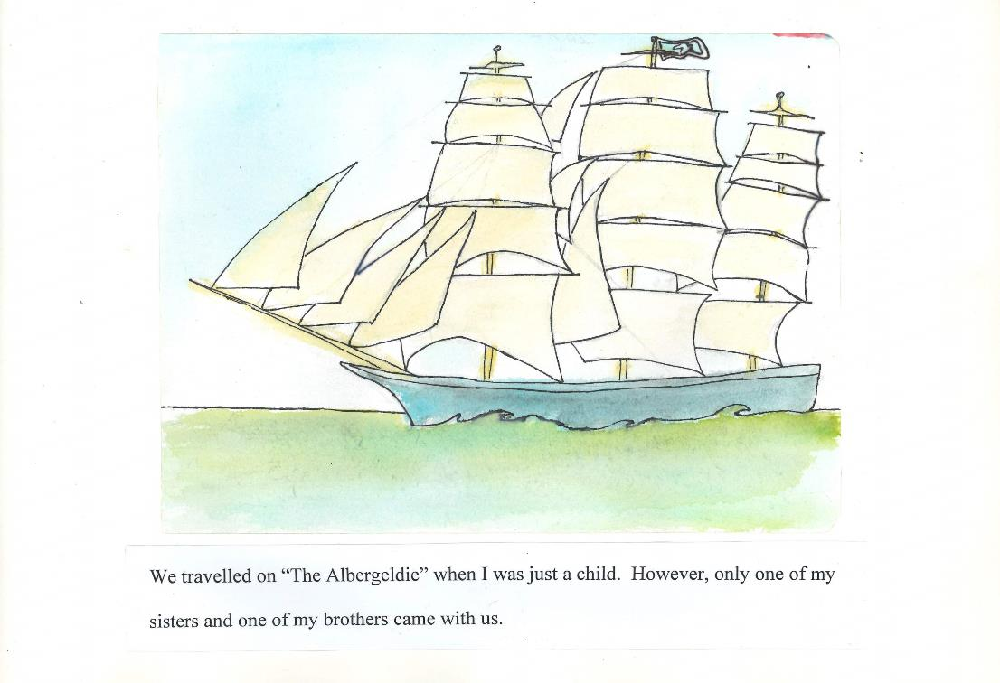 We travelled on “The Albergeldie” when I was just a child.  However, only one of my
sisters and one of my brothers came with us.